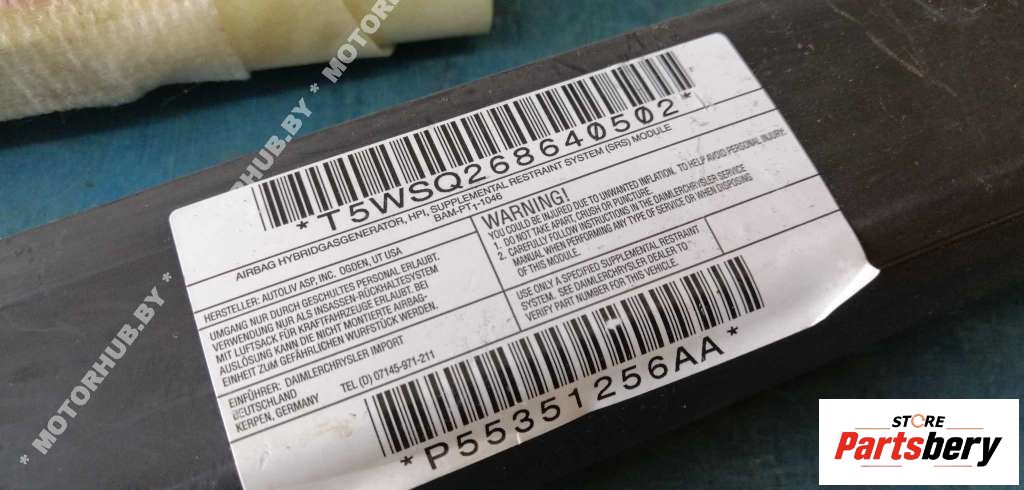 *T5WSQ268640502*
AIRBAG HYBRIDGASGENERATOR, HPI, SUPPLEMENTAL RESTRAINT SYSTEM (SRS) MODULE
BAM-PT1-1046
HERSTELLER: AUTOLIV ASP, INC. OGDEN, UT USA
UMGANG NUR DURCH GESCHULTES PERSONAL ERLAUBT.
VERWENDUNG NUR ALS INSASSEN-RÜCKHALTESYSTEM
MIT LUFTSACK FÜR KRAFTFAHRZEUGE ERLAUBT. BEI
AUSLÖSUNG KANN DIE NICHT MONTIERTE AIRBAG-
EINHEIT ZUM GEFÄHRLICHEN WURFSTÜCK WERDEN.
EINFÜHRER: DAIMLERCHRYSLER IMPORT
DEUTSCHLAND
KERPEN, GERMANY
TEL (0) 07145-971-211
WARNING!
YOU COULD BE INJURED DUE TO UNWANTED INFLATION. TO HELP AVOID PERSONAL INJURY:
1. DO NOT TAKE APART, CRUSH OR PUNCTURE.
2. CAREFULLY FOLLOW INSTRUCTIONS IN THE DAIMLERCHRYSLER SERVICE
MANUAL WHEN PERFORMING ANY TYPE OF SERVICE OR WHEN DISPOSING
OF THIS MODULE.
USE ONLY A SPECIFIED SUPPLEMENTAL RESTRAINT
SYSTEM. SEE DAIMLERCHRYSLER DEALER TO
VERIFY PART NUMBER FOR THIS VEHICLE.
*P55351256AA*
* MOTORHUB.BY * MOTORHUB.BY * MOTORHUB.BY
STORE
Partsbery